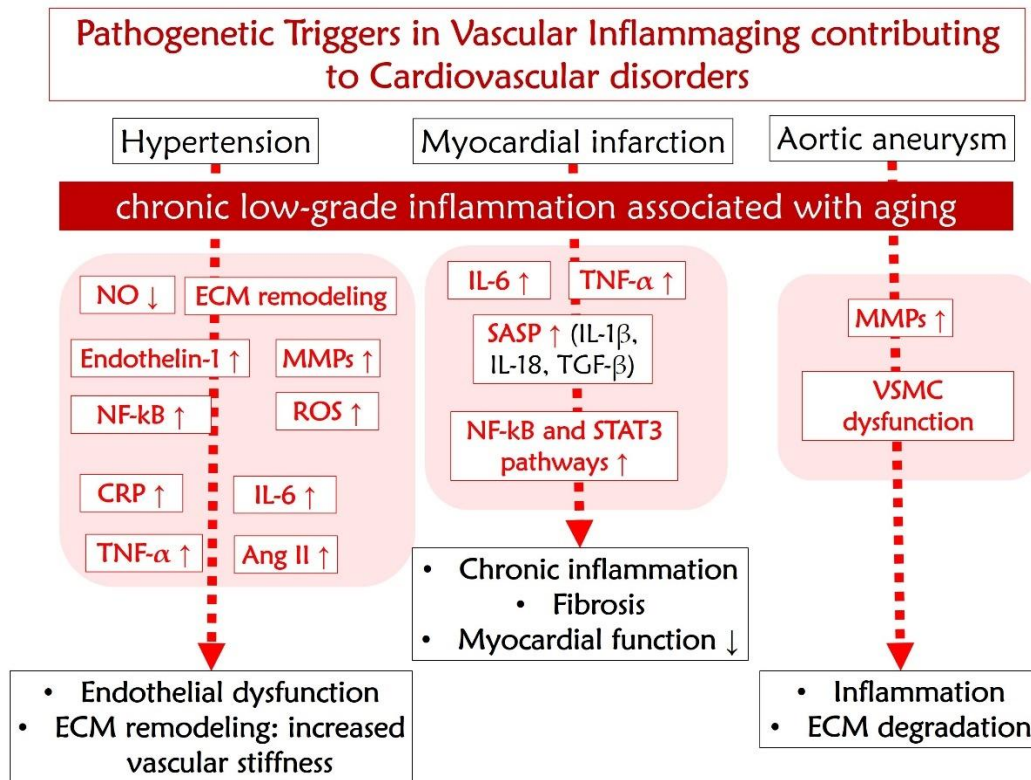 Pathogenetic Triggers in Vascular Inflammaging contributing
to Cardiovascular disorders
Hypertension
Myocardial infarction
Aortic aneurysm
chronic low-grade inflammation associated with aging
NO ↓
ECM remodeling
Endothelin-1 ↑
MMPs ↑
NF-kB ↑
ROS ↑
CRP ↑
IL-6 ↑
TNF-α ↑
Ang II ↑
• Endothelial dysfunction
• ECM remodeling: increased
vascular stiffness
IL-6 ↑
TNF-α ↑
SASP ↑ (IL-1β,
IL-18, TGF-β)
NF-kB and STAT3
pathways ↑
• Chronic inflammation
• Fibrosis
• Myocardial function ↓
MMPs ↑
VSMC
dysfunction
• Inflammation
• ECM degradation